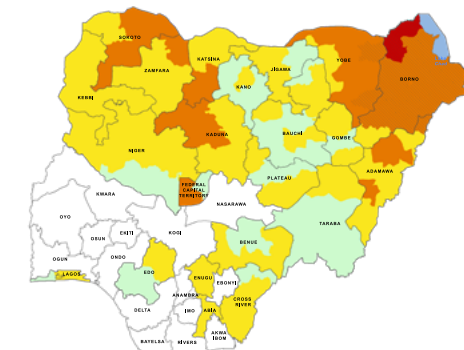 SOKOTO
KATSINA
JIGAWA
YOBE
BORNO
ZAMFARA
KANO
KEBBI
KADUNA
BAUCHI
GOMBE
NIGER
ADAMAWA
PLATEAU
FEDERAL
CAPITAL
TERRITORY
KWARA
NASARAWA
TARABA
OYO
KOGI
EKITI
OSUN
BENUE
OGUN
ONDO
LAGOS
EDO
ENUGU
EBONYI
ANAMBRA
CROSS
RIVER
DELTA
IMO
ABIA
AKWA
IBOM
BAYELSA
RIVERS